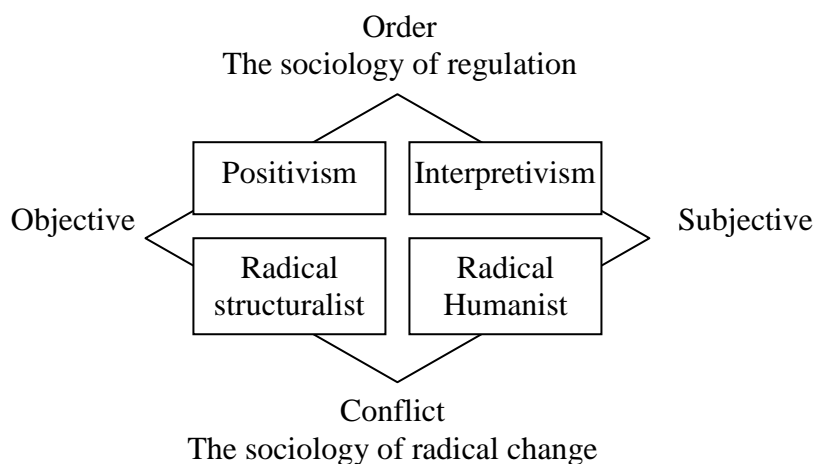 Order
The sociology of regulation
Positivism
Interpretivism
Objective
Subjective
Radical
structuralist
Radical
Humanist
Conflict
The sociology of radical change